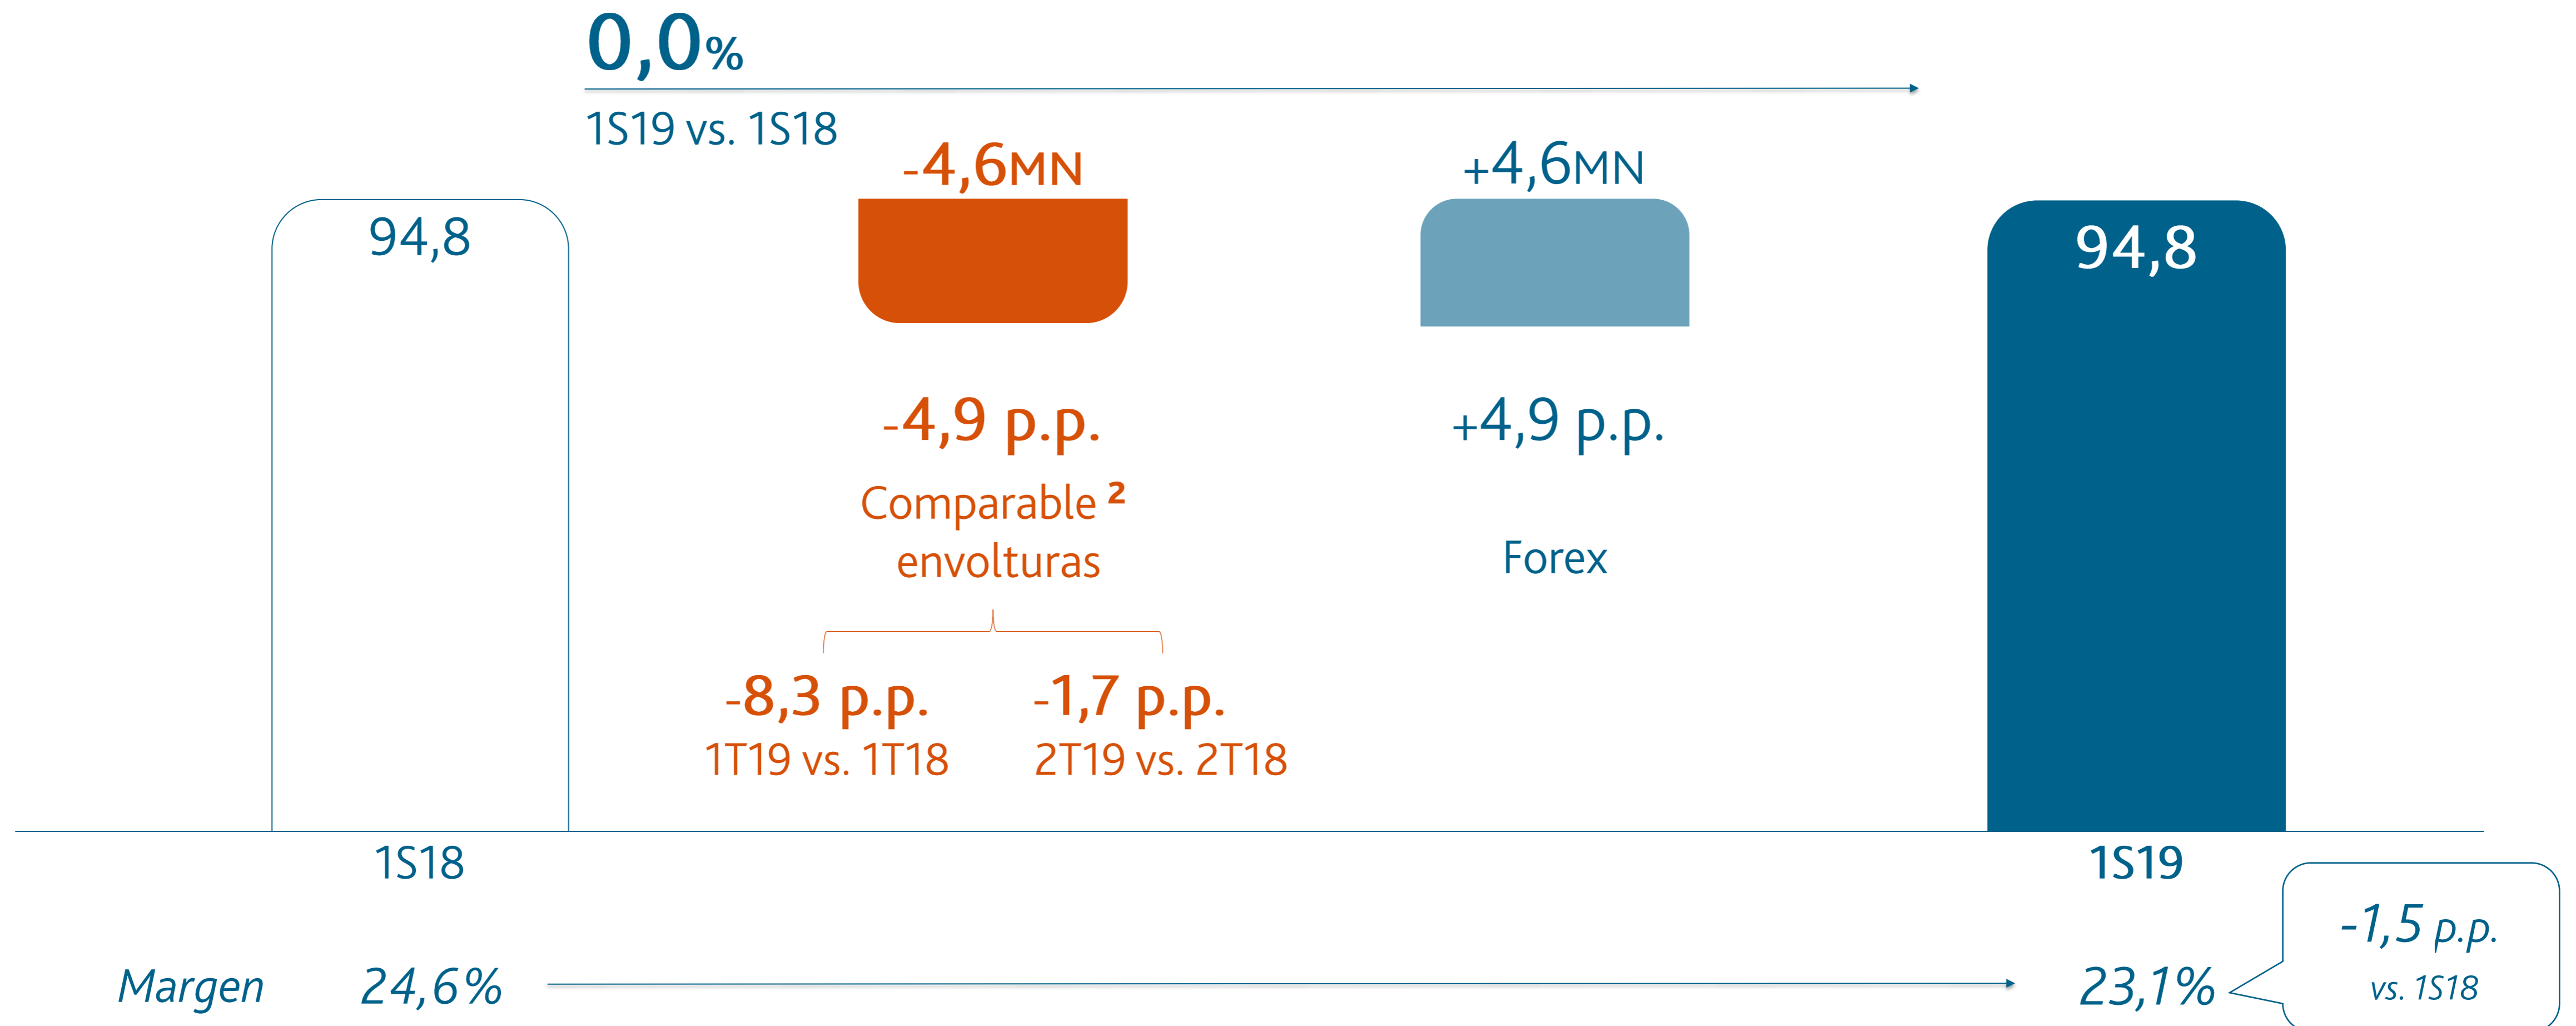 0,0%
1S19 vs. 1S18
-4,6MN
+4,6MN
94,8
94,8
-4,9 p.p.
+4,9 p.p.
Comparable ²
envolturas
Forex
-8,3 p.p.
-1,7 p.p.
1T19 vs. 1T18
2T19 vs. 2T18
1S18
1S19
-1,5 p.p.
vs. 1S18
Margen
24,6%
23,1%